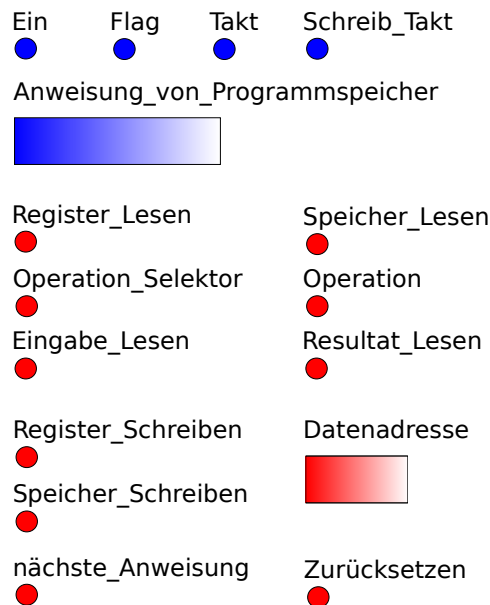 Ein Flag Takt Schreib_Takt
Anweisung_von_Programmspeicher
Register_Lesen Speicher_Lesen
Operation_Selektor Operation
Eingabe_Lesen Resultat_Lesen
Register_Schreiben Datenadresse
Speicher_Schreiben
nächste_Anweisung Zurücksetzen